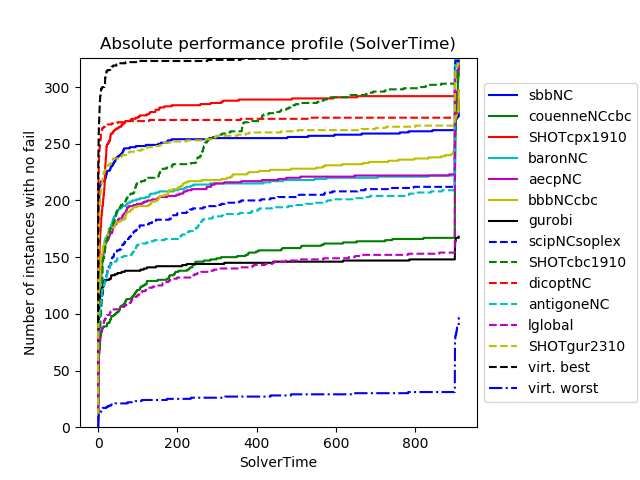 Absolute performance profile (SolverTime)
Number of instances with no fail
300
250
200
150
100
50
0
0 200 400 600 800
SolverTime
sbbNC
couenneNCcbc
SHOTcpx1910
baronNC
aecpNC
bbbNCcbc
gurobi
scipNCsoplex
SHOTcbc1910
dicoptNC
antigoneNC
lglobal
SHOTgur2310
virt. best
virt. worst